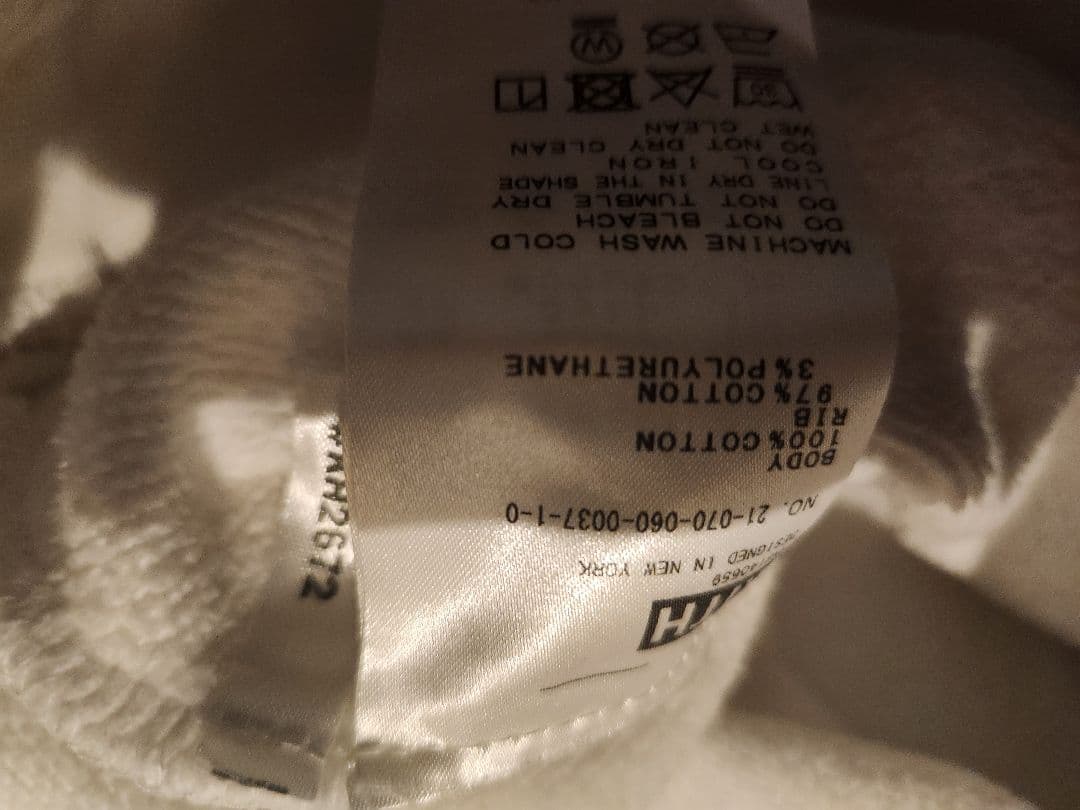 DESIGNED IN NEW YORK
NO. 21-070-060-0037-1-0
BODY
100% COTTON
RIB
97% COTTON
3% POLYURETHANE
MACHINE WASH COLD
DO NOT BLEACH
DO NOT TUMBLE DRY
LINE DRY IN THE SHADE
COOL IRON
DO NOT DRY CLEAN
WET CLEAN
30
W